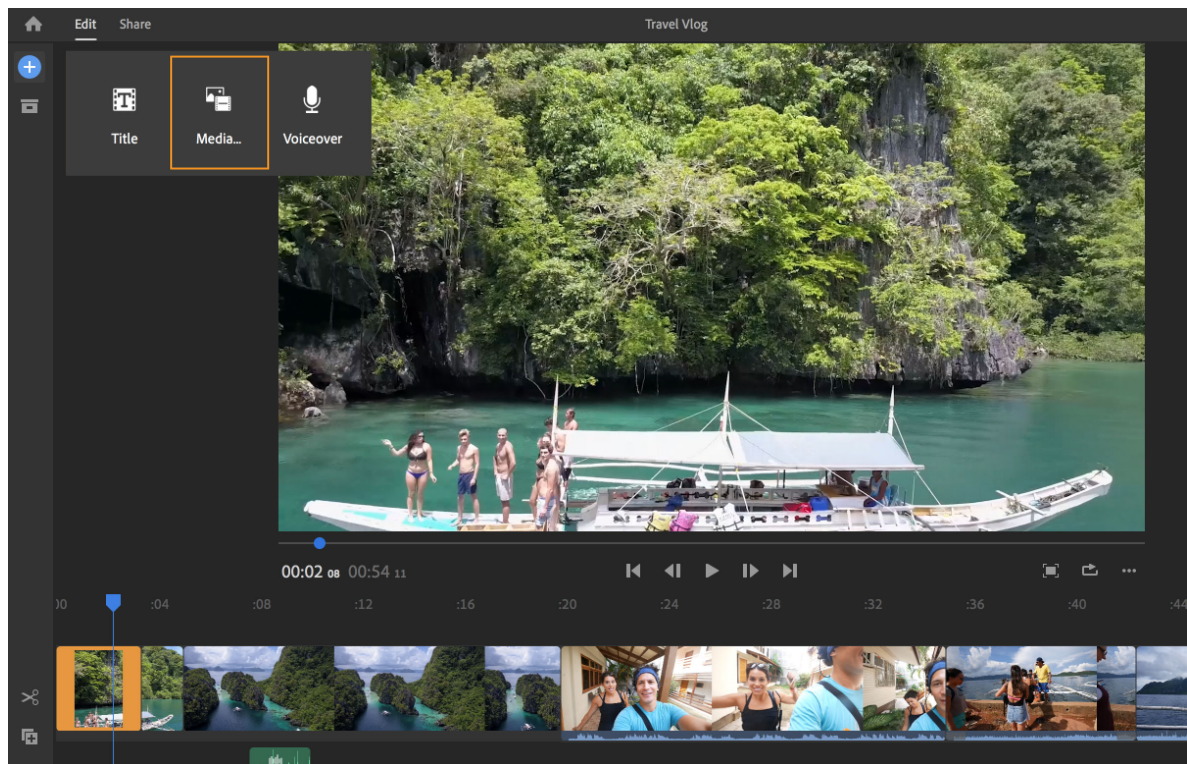 Edit Share Travel Vlog
Title Media... Voiceover
00:02 08 00:54 11
00 :04 :08 :12 :16 :20 :24 :28 :32 :36 :40 :44